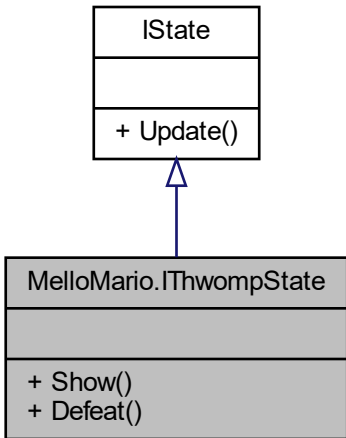 IState
+ Update()
MelloMario.IThwompState
+ Show()
+ Defeat()